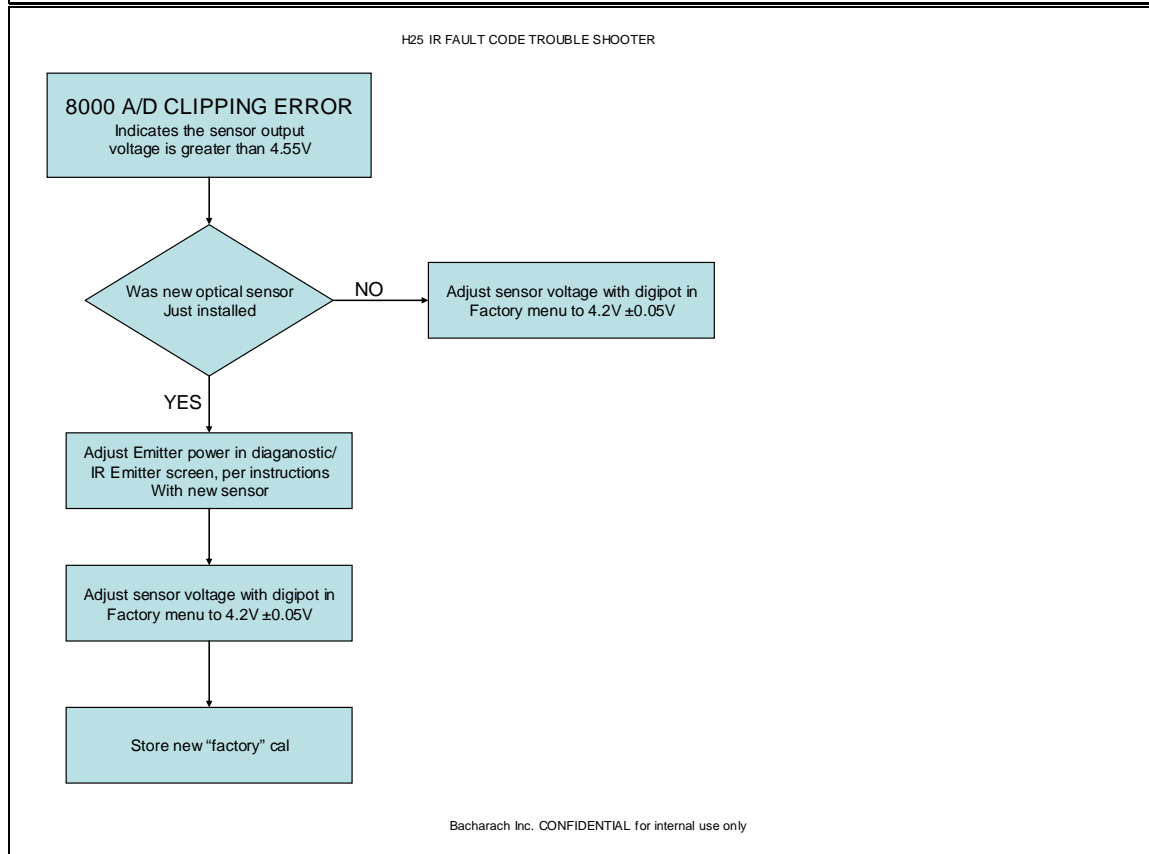 H25 IR FAULT CODE TROUBLE SHOOTER
8000 A/D CLIPPING ERROR
Indicates the sensor output
voltage is greater than 4.55V
Was new optical sensor
Just installed
NO
Adjust sensor voltage with digipot in
Factory menu to 4.2V ±0.05V
YES
Adjust Emitter power in diaganostic/
IR Emitter screen, per instructions
With new sensor
Adjust sensor voltage with digipot in
Factory menu to 4.2V ±0.05V
Store new “factory” cal
Bacharach Inc. CONFIDENTIAL for internal use only